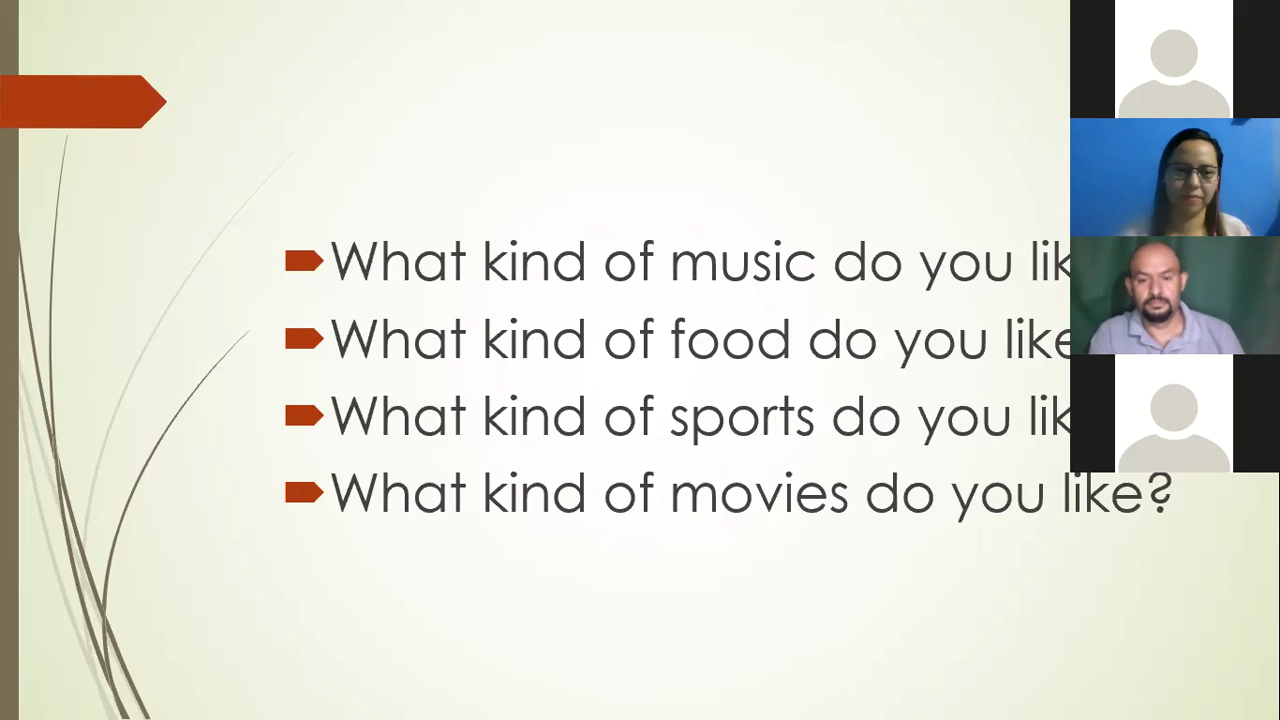 What kind of music do you lik
What kind of food do you like
What kind of sports do you lik
What kind of movies do you like?